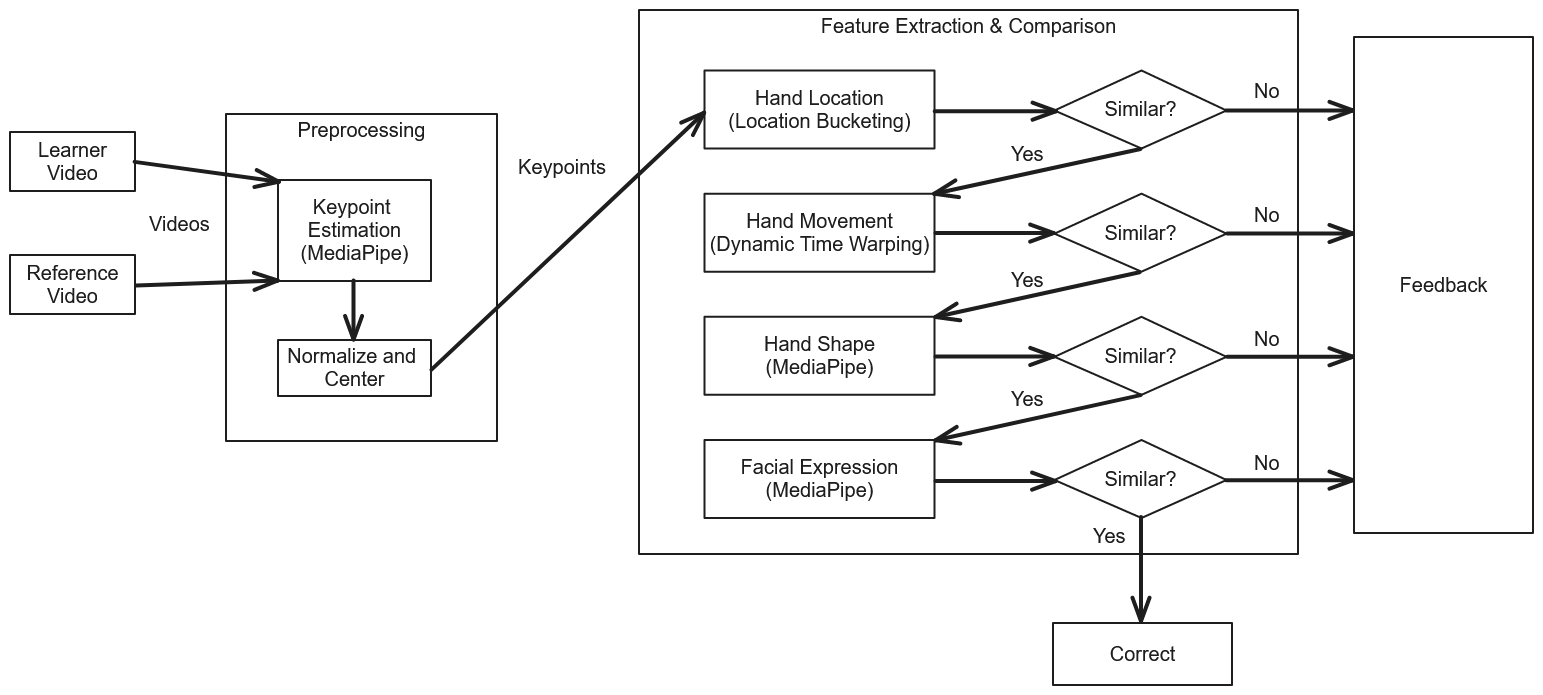 Learner
Video
Videos
Reference
Video
Preprocessing
Keypoint
Estimation
(MediaPipe)
Normalize and
Center
Keypoints
Feature Extraction & Comparison
Hand Location
(Location Bucketing)
Similar?
No
Yes
Hand Movement
(Dynamic Time Warping)
Similar?
No
Yes
Hand Shape
(MediaPipe)
Similar?
No
Yes
Facial Expression
(MediaPipe)
Similar?
No
Yes
Feedback
Correct